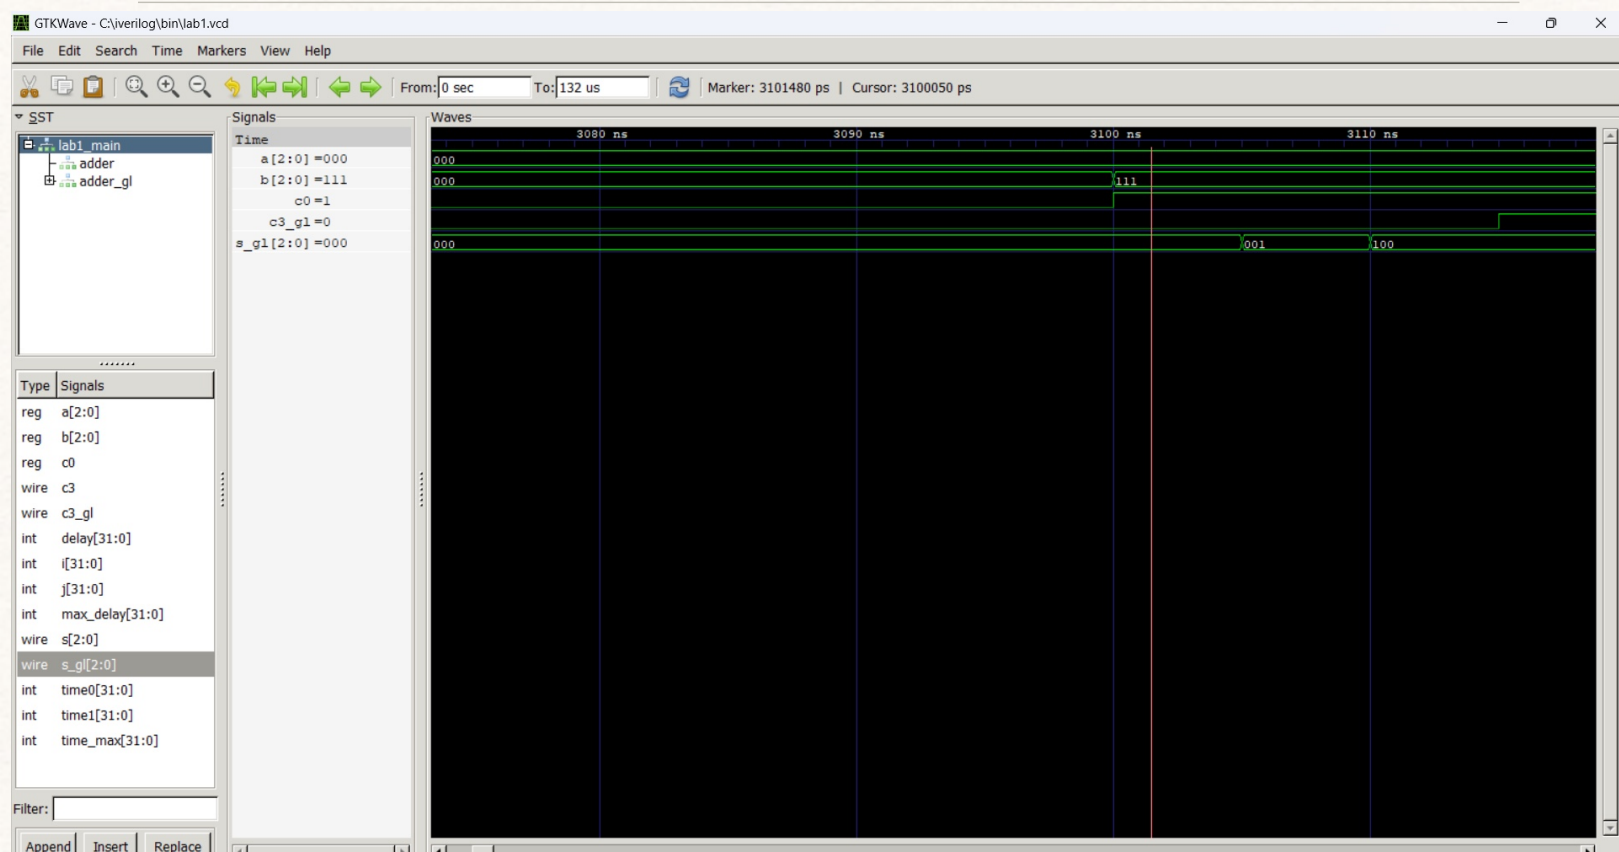 GTKWave - C:\iverilog\bin\lab1.vcd
File Edit Search Time Markers View Help
From: 0 sec To: 132 us Marker: 3101480 ps | Cursor: 3100050 ps
SST
lab1_main
adder
adder_gl
Type Signals
reg a[2:0]
reg b[2:0]
reg c0
wire c3
wire c3_gl
int delay[31:0]
int i[31:0]
int j[31:0]
int max_delay[31:0]
wire s[2:0]
wire s_gl[2:0]
int time0[31:0]
int time1[31:0]
int time_max[31:0]
Filter:
Append Insert Replace
Signals
Time
a[2:0] =000
b[2:0] =111
c0 =1
c3_gl =0
s_gl[2:0] =000
Waves
3080 ns 3090 ns 3100 ns 3110 ns
000
000 111
000 001 100